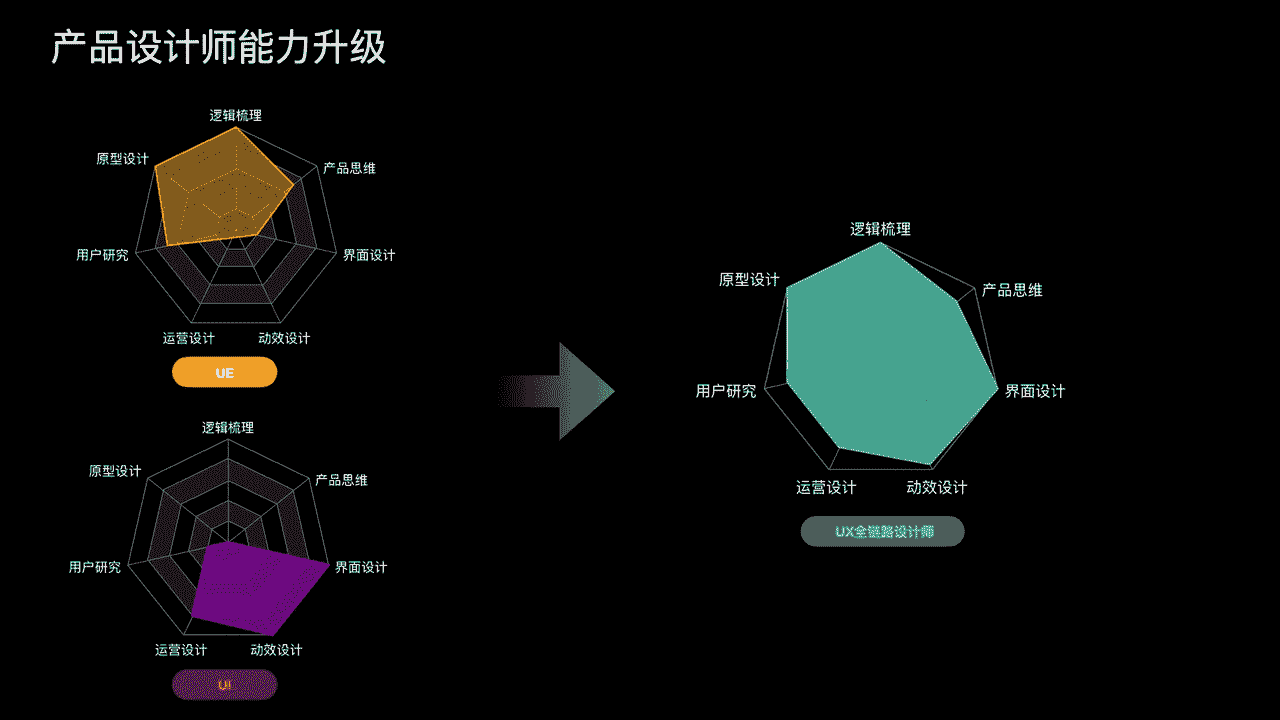 产品设计师能力升级
逻辑梳理
原型设计
产品思维
用户研究
界面设计
运营设计
动效设计
UE
逻辑梳理
原型设计
产品思维
用户研究
界面设计
运营设计
动效设计
UI
逻辑梳理
原型设计
产品思维
用户研究
界面设计
运营设计
动效设计
UX全链路设计师